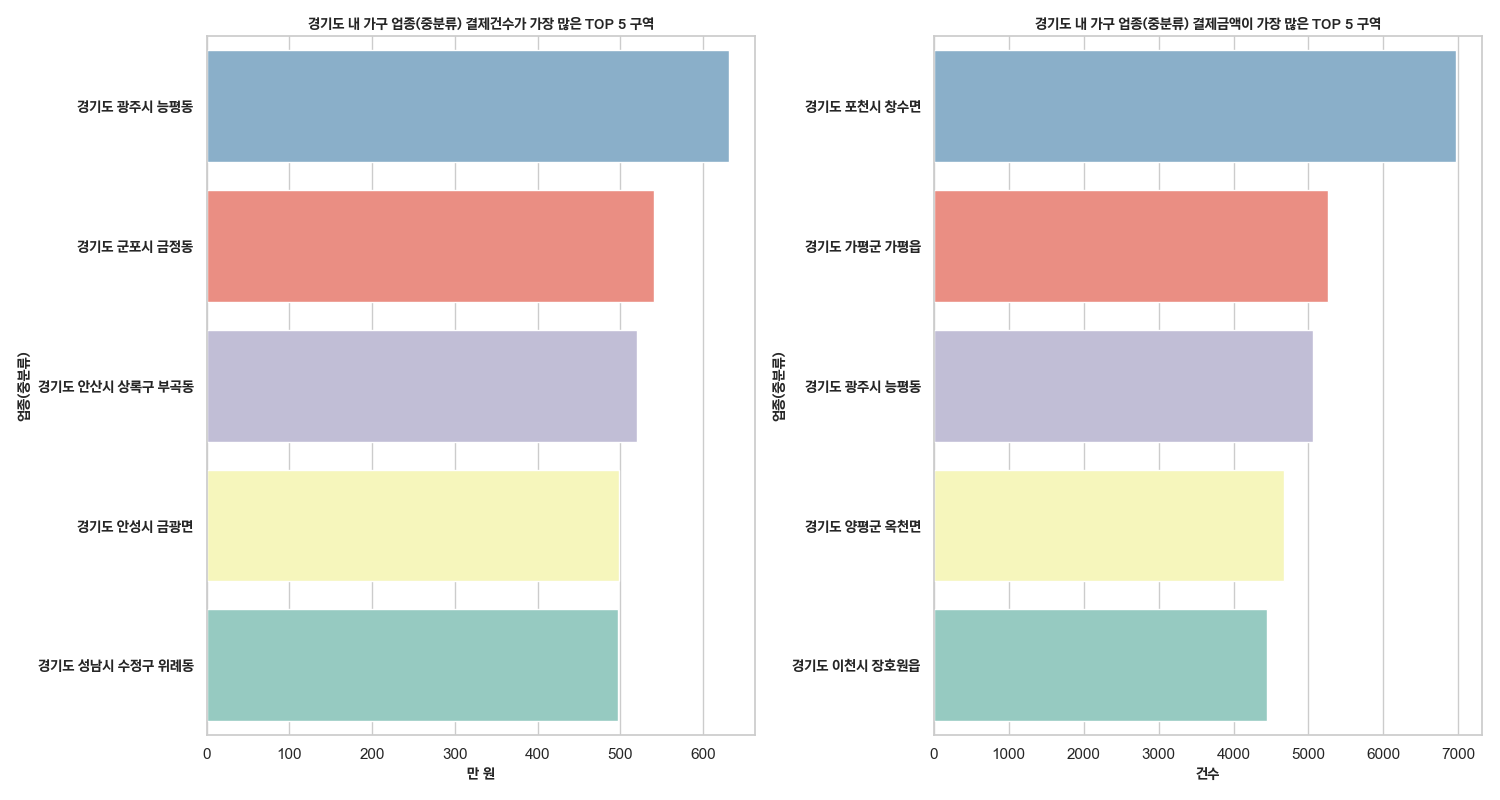 경기도 내 가구 업종(중분류) 결제건수가 가장 많은 TOP 5 구역
업종(중분류)
경기도 광주시 능평동
경기도 군포시 금정동
경기도 안산시 상록구 부곡동
경기도 안성시 금광면
경기도 성남시 수정구 위례동
0 100 200 300 400 500 600
만 원
경기도 내 가구 업종(중분류) 결제금액이 가장 많은 TOP 5 구역
업종(중분류)
경기도 포천시 창수면
경기도 가평군 가평읍
경기도 광주시 능평동
경기도 양평군 옥천면
경기도 이천시 장호원읍
0 1000 2000 3000 4000 5000 6000 7000
건수